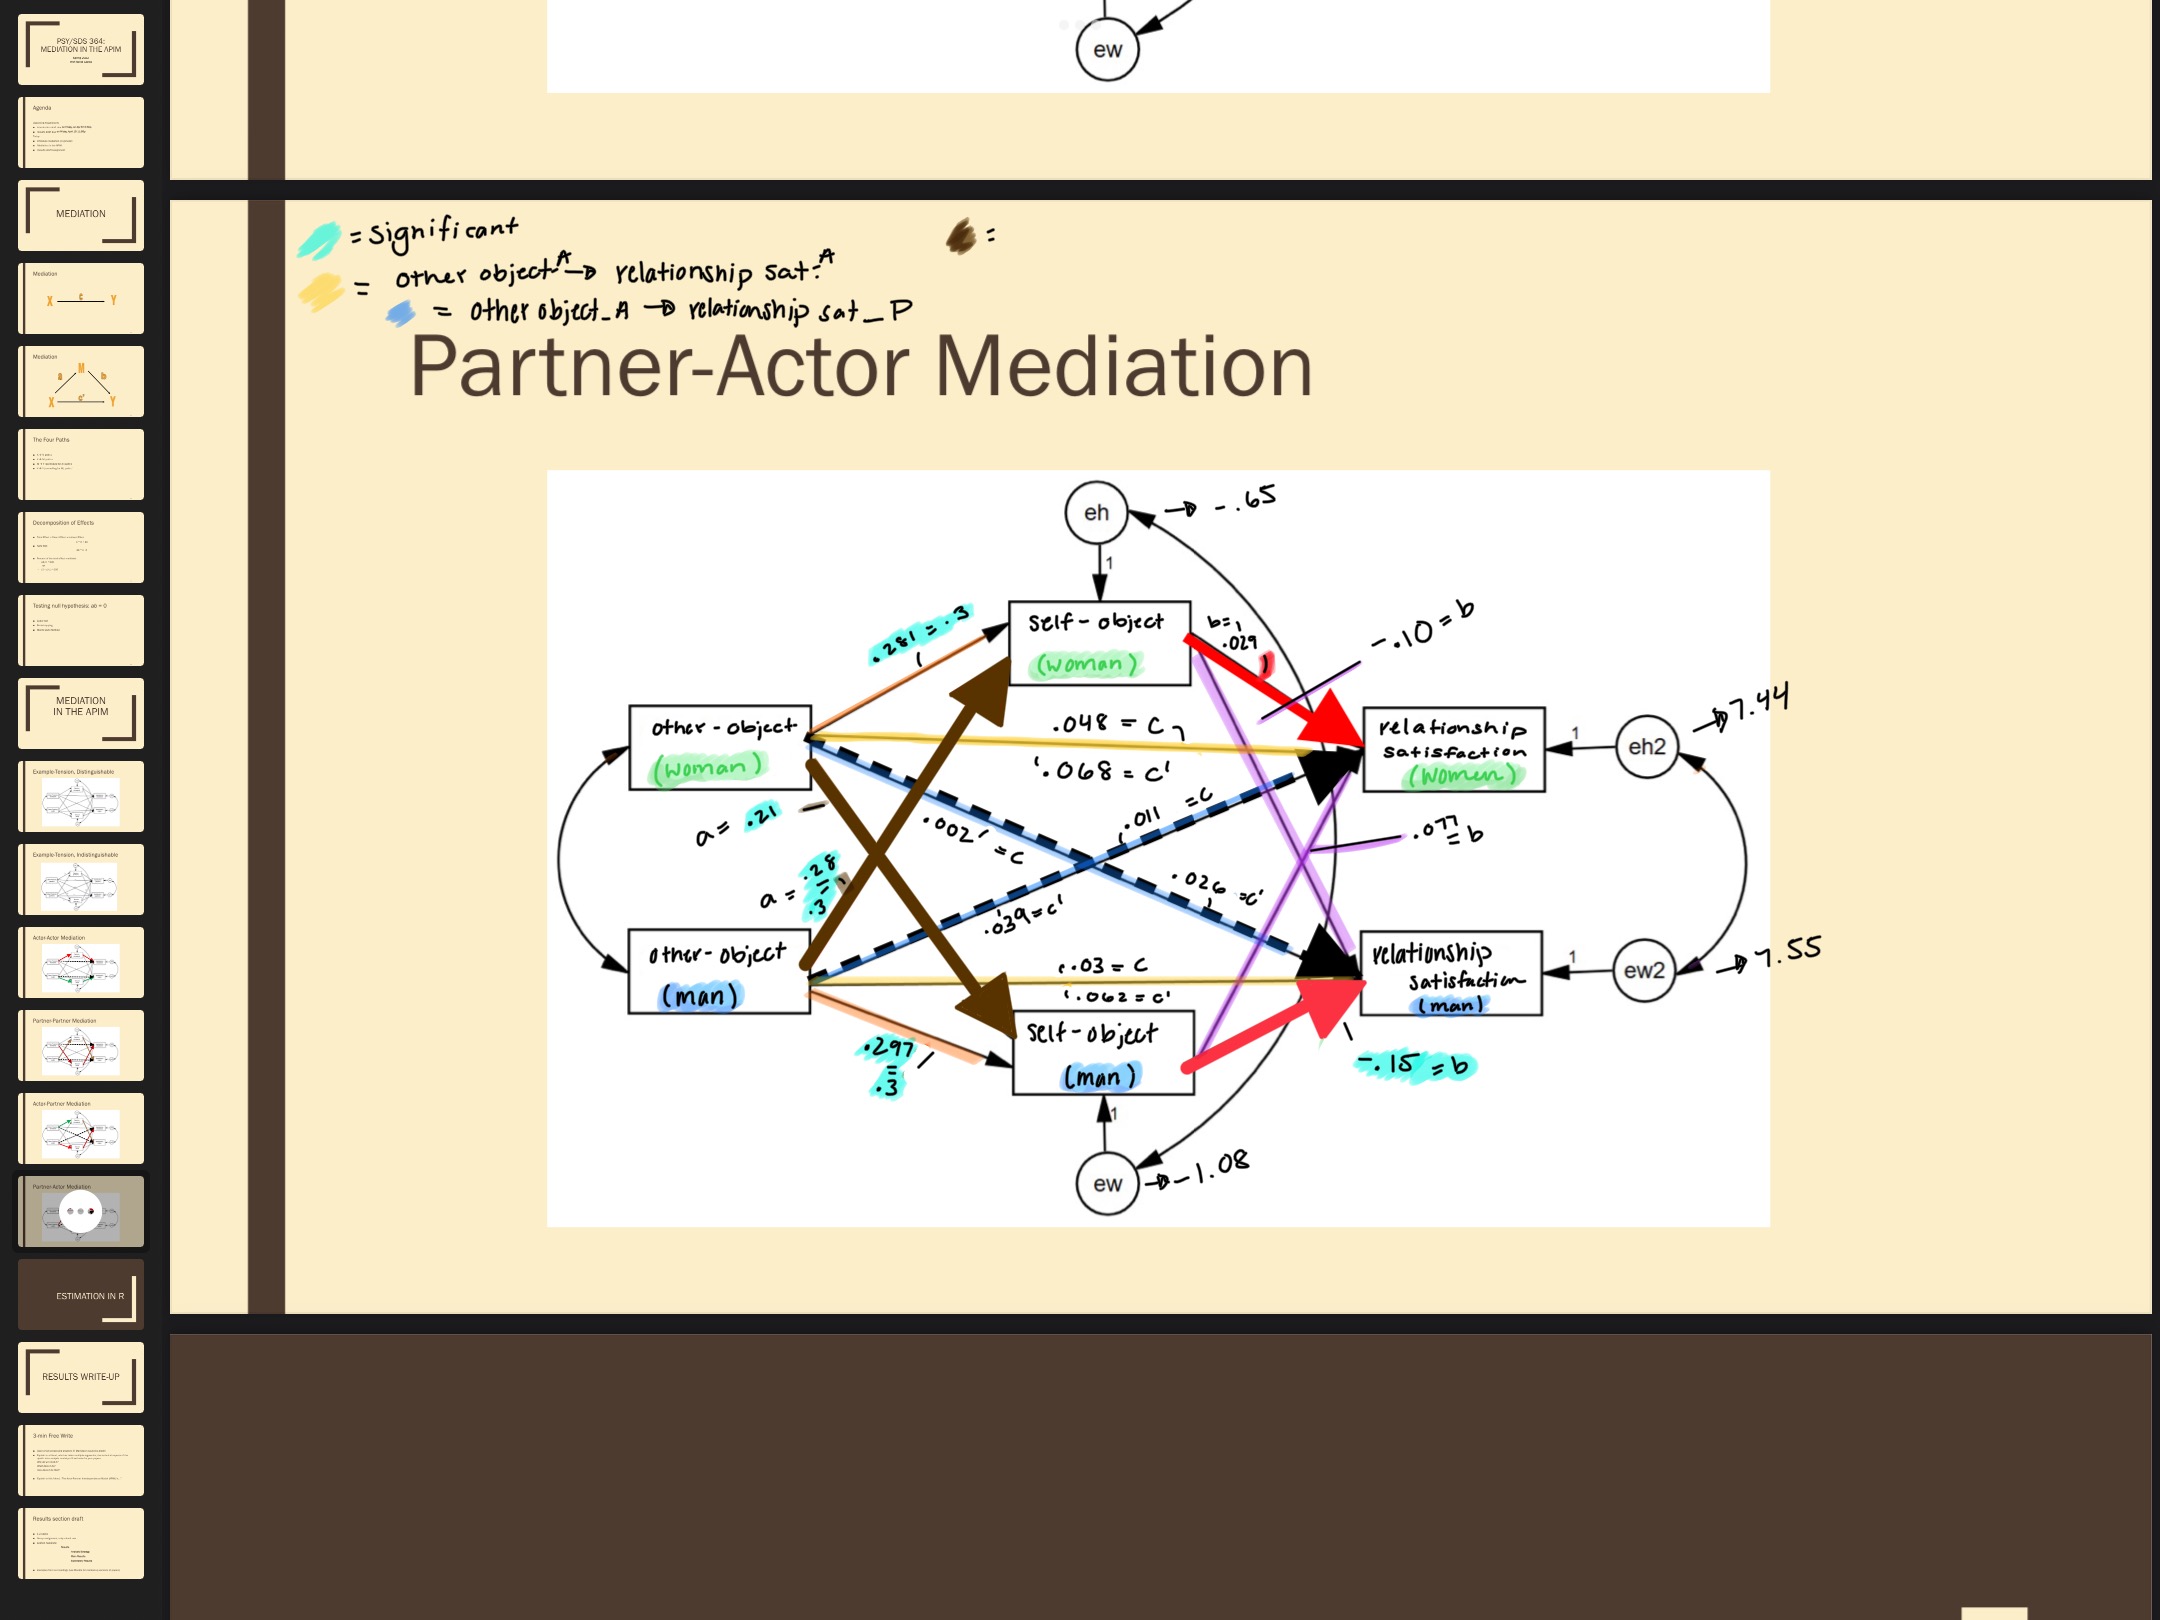 PSY/SDS 364:
MEDIATION IN THE APIM
Agenda
MEDIATION
Mediation
X c Y
Mediation
M
a b
X c' Y
The Four Paths
Decomposition of Effects
Testing null hypothesis: ab = 0
MEDIATION
IN THE APIM
Example-Tension, Distinguishable
Example-Tension, Indistinguishable
Actor-Actor Mediation
Partner-Partner Mediation
Actor-Partner Mediation
Partner-Actor Mediation
ESTIMATION IN R
RESULTS WRITE-UP
3-min Free Write
Results section draft
ew
= significant
=
= other object-A → relationship sat-A
= other object_A → relationship sat_P
Partner-Actor Mediation
eh → -.65
1
.281 = .3
self-object
(woman)
b=
.029
-.10 = b
other-object
(woman)
.048 = c
.068 = c'
relationship
satisfaction
(women)
1
eh2
→ 7.44
a = .21
.002 = c
.011 = c
.077 = b
a = .28
=
.3
.026 = c'
.039 = c'
other-object
(man)
.03 = c
.062 = c'
relationship
satisfaction
(man)
1
ew2
→ 7.55
.297
=
.3
self-object
(man)
-.15 = b
1
ew → -1.08